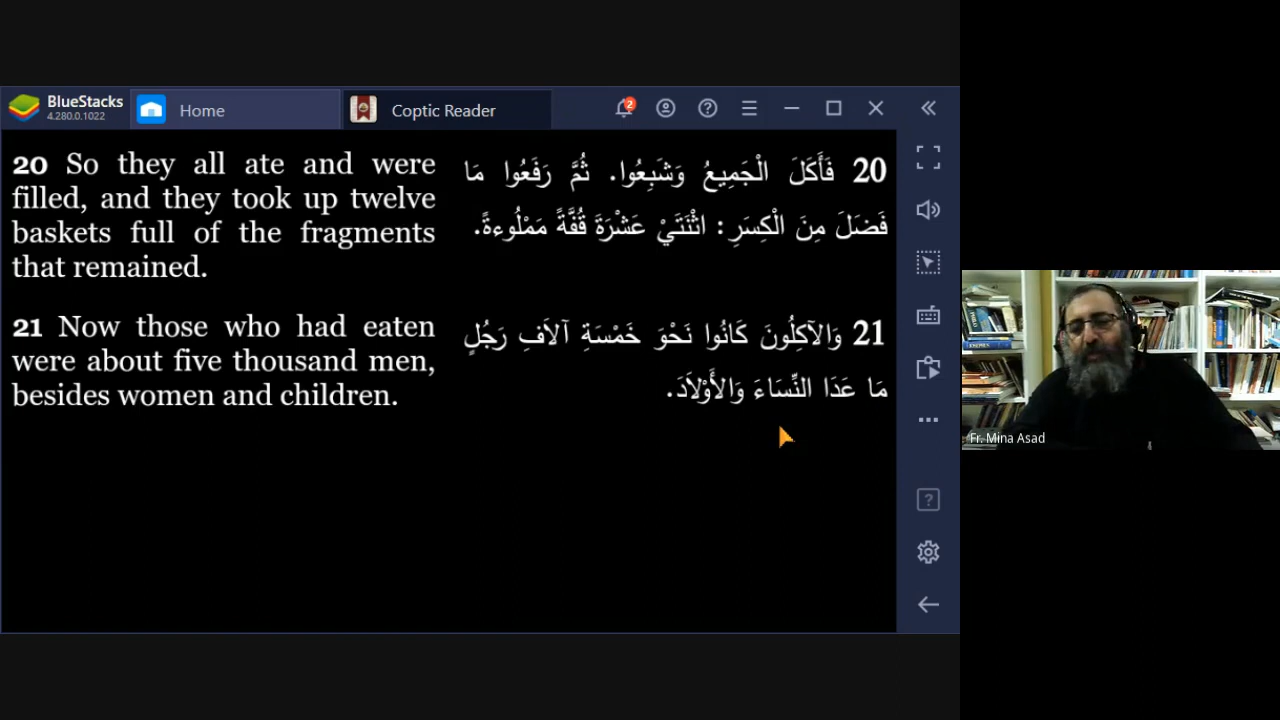 BlueStacks
4.280.0.1022
Home
Coptic Reader
2
20 So they all ate and were
filled, and they took up twelve
baskets full of the fragments
that remained.
21 Now those who had eaten
were about five thousand men,
besides women and children.
20 فَأَكَلَ الْجَمِيعُ وَشَبِعُوا. ثُمَّ رَفَعُوا مَا
فَضَلَ مِنَ الْكِسَرِ: اثْنَتَيْ عَشْرَةَ قُفَّةً مَمْلُوءةً.
21 وَالآكِلُونَ كَانُوا نَحْوَ خَمْسَةِ آلاَفِ رَجُلٍ
مَا عَدَا النِّسَاءَ وَالأَوْلاَدَ.
Fr. Mina Asad